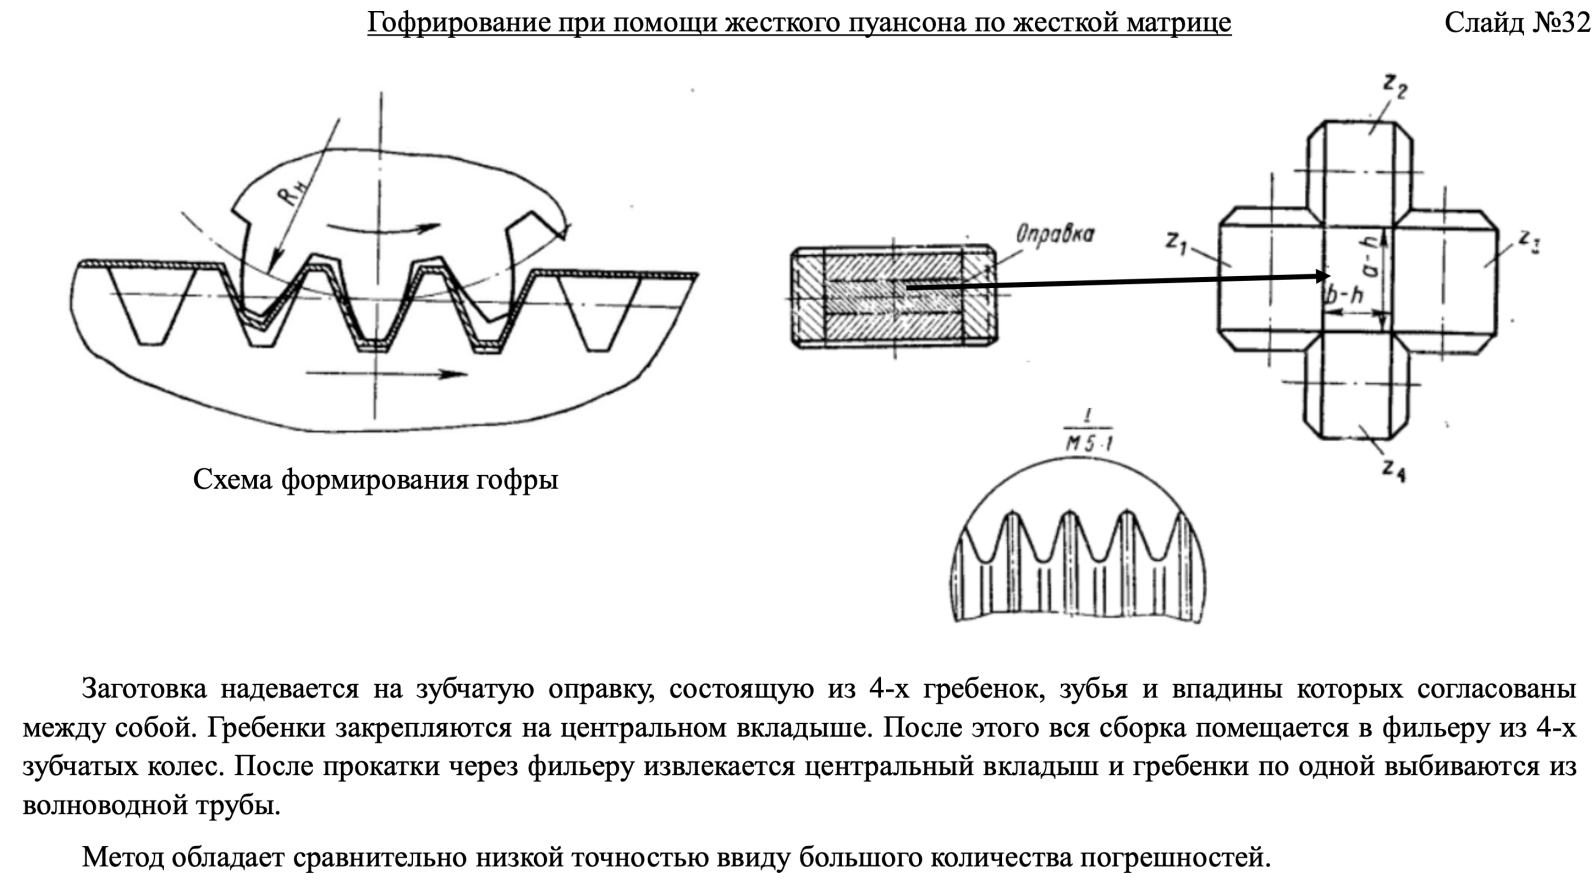 Гофрирование при помощи жесткого пуансона по жесткой матрице
Слайд №32
Rн
Оправка
z2
z1
z3
a-h
b-h
z4
I
М 5:1
Схема формирования гофры
Заготовка надевается на зубчатую оправку, состоящую из 4-х гребенок, зубья и впадины которых согласованы
между собой. Гребенки закрепляются на центральном вкладыше. После этого вся сборка помещается в фильеру из 4-х
зубчатых колес. После прокатки через фильеру извлекается центральный вкладыш и гребенки по одной выбиваются из
волноводной трубы.
Метод обладает сравнительно низкой точностью ввиду большого количества погрешностей.